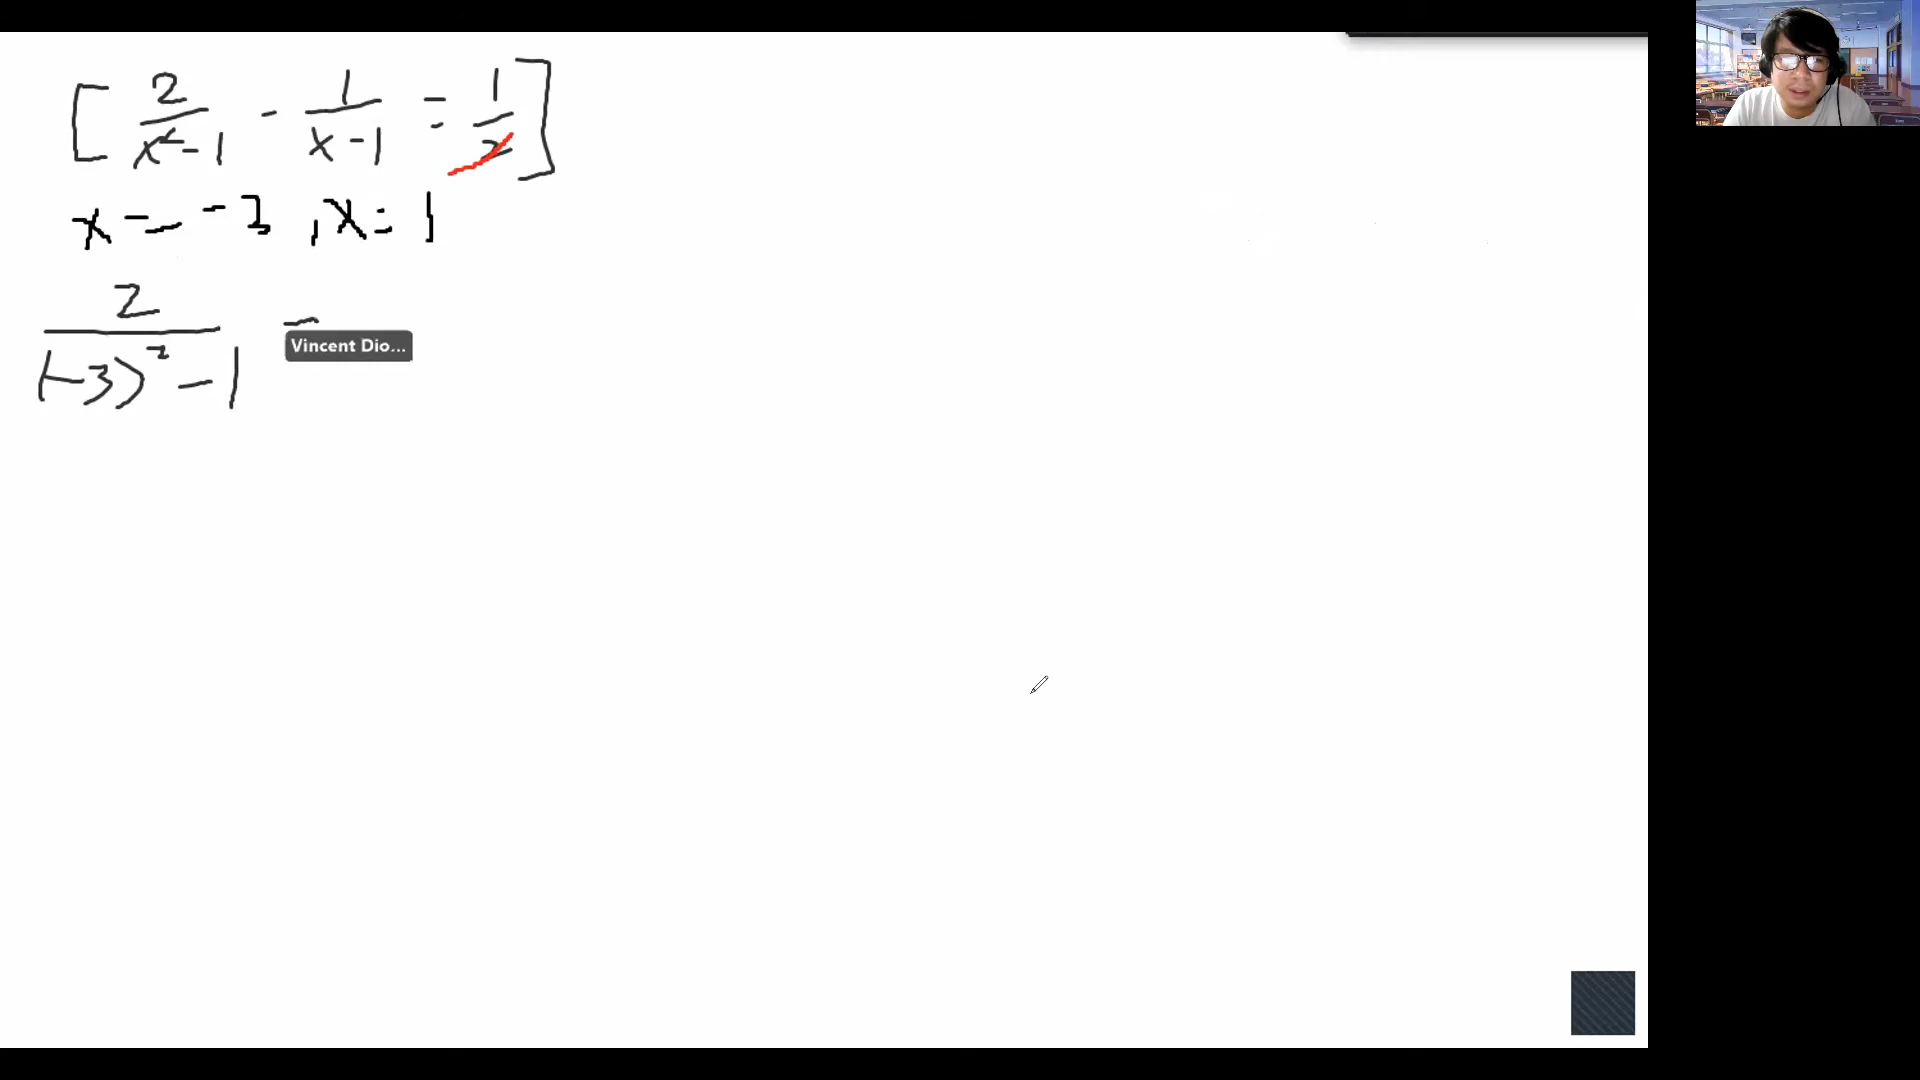 [ 2/(x²-1) - 1/(x-1) = 1/2 ]
x = -3 , x = 1
2/((-3)²-1) -
Vincent Dio...